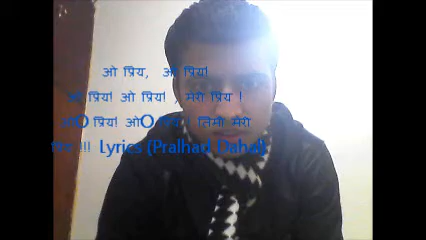 ओ प्रिय, ओ प्रिय!
ओ प्रिय! ओ प्रिय! , मेरो प्रिय !
ओO प्रिय! ओO प्रिय ! तिमी मेरो
प्रिय !!! Lyrics (Pralhad Dahal)